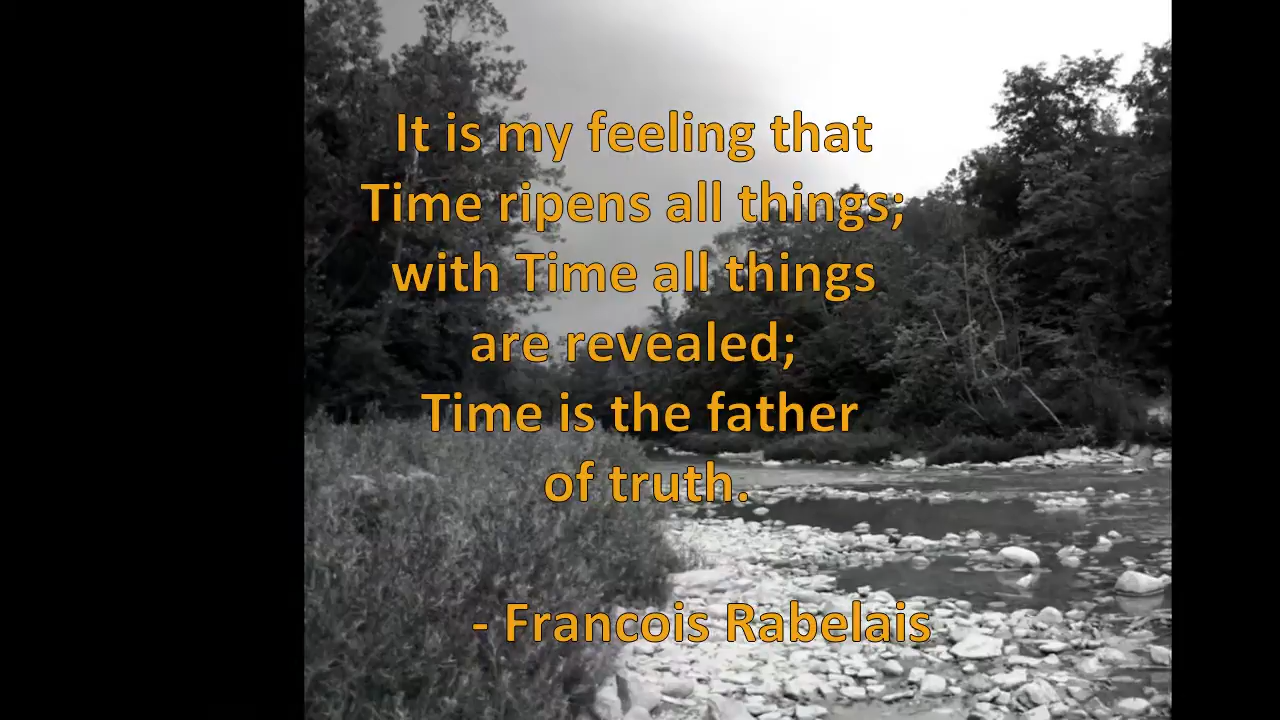 It is my feeling that
Time ripens all things;
with Time all things
are revealed;
Time is the father
of truth.
- Francois Rabelais